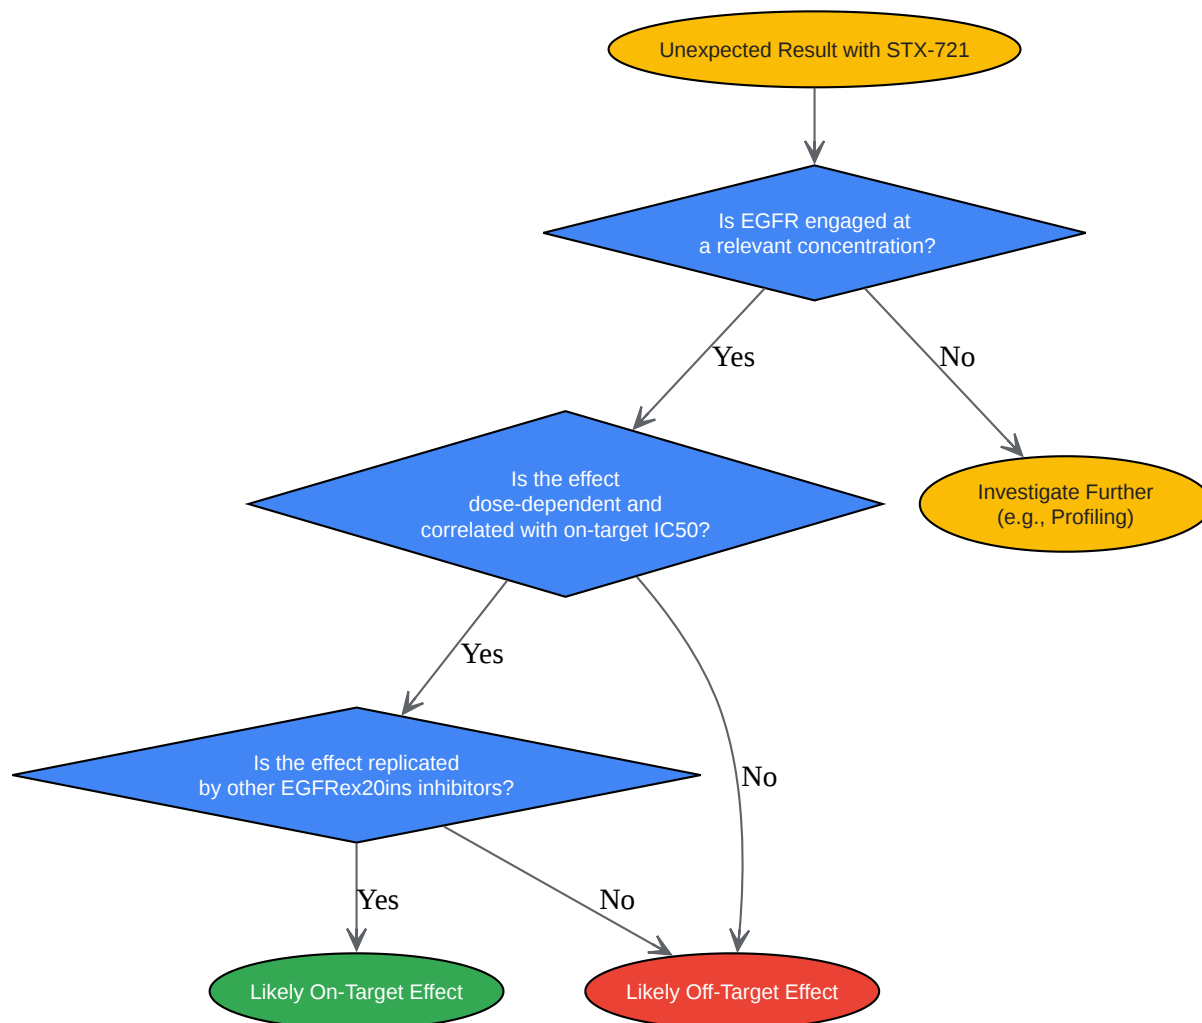 Unexpected Result with STX-721
Is EGFR engaged at
a relevant concentration?
Yes
No
Is the effect
dose-dependent and
correlated with on-target IC50?
Investigate Further
(e.g., Profiling)
Yes
No
Is the effect replicated
by other EGFRex20ins inhibitors?
Yes
No
Likely On-Target Effect
Likely Off-Target Effect